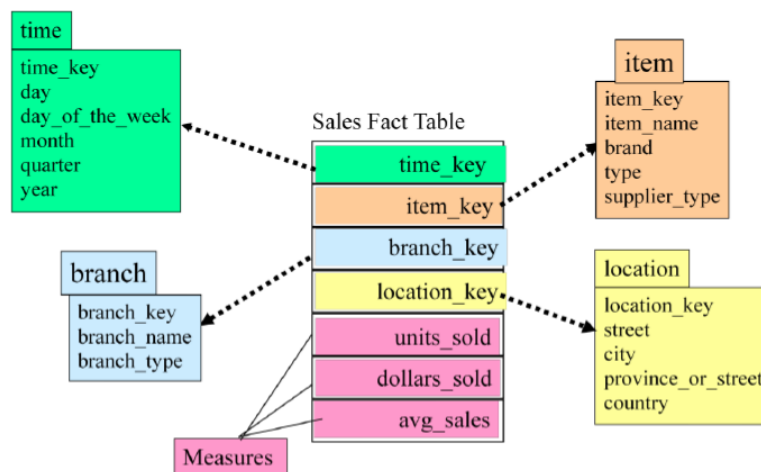 time
time_key
day
day_of_the_week
month
quarter
year
item
item_key
item_name
brand
type
supplier_type
Sales Fact Table
time_key
item_key
branch_key
location_key
units_sold
dollars_sold
avg_sales
branch
branch_key
branch_name
branch_type
location
location_key
street
city
province_or_street
country
Measures